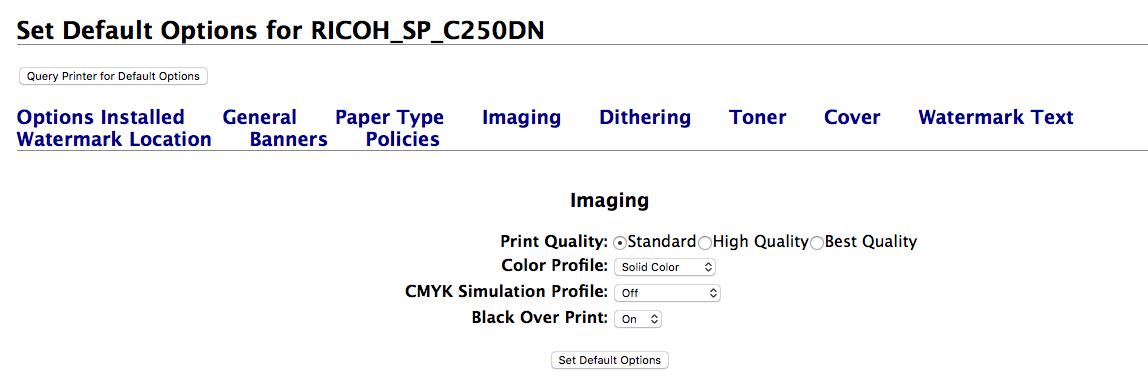 Set Default Options for RICOH_SP_C250DN
Query Printer for Default Options
Options Installed General Paper Type Imaging Dithering Toner Cover Watermark Text
Watermark Location Banners Policies
Imaging
Print Quality: Standard High Quality Best Quality
Color Profile: Solid Color
CMYK Simulation Profile: Off
Black Over Print: On
Set Default Options